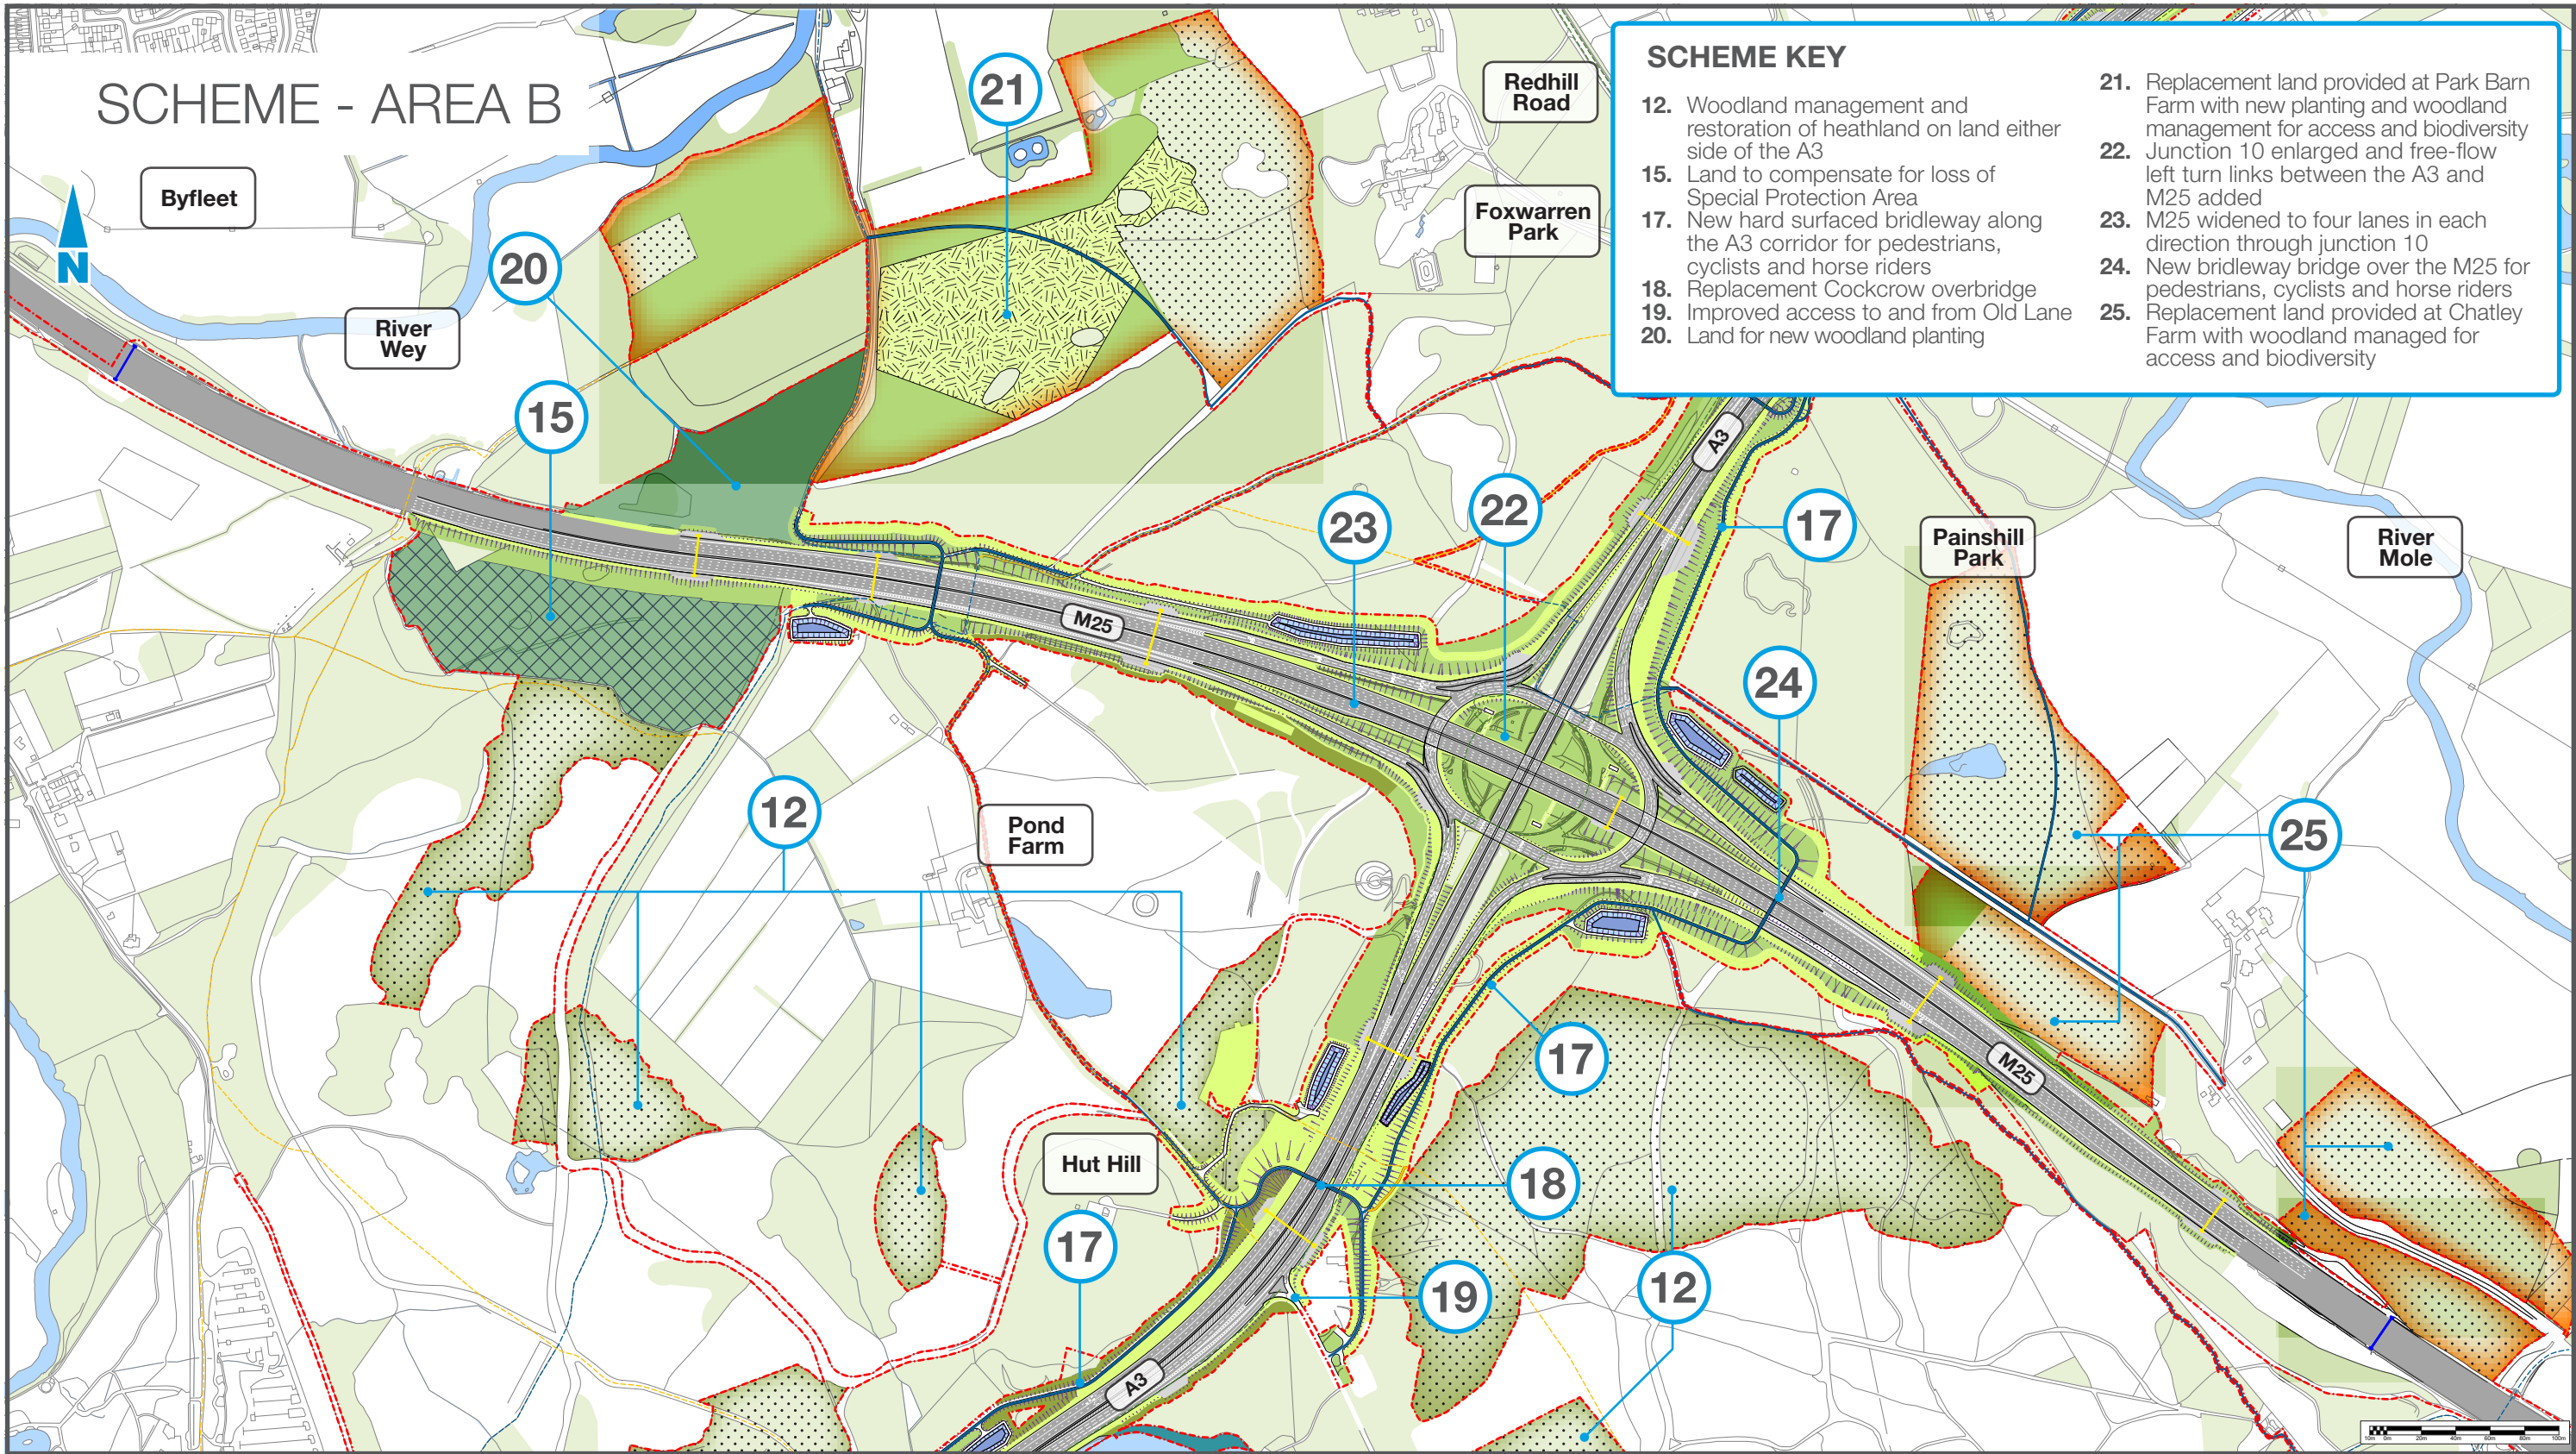 SCHEME - AREA B
Byfleet
N
River
Wey
20
15
21
Redhill
Road
Foxwarren
Park
SCHEME KEY
12. Woodland management and
restoration of heathland on land either
side of the A3
15. Land to compensate for loss of
Special Protection Area
17. New hard surfaced bridleway along
the A3 corridor for pedestrians,
cyclists and horse riders
18. Replacement Cockcrow overbridge
19. Improved access to and from Old Lane
20. Land for new woodland planting
21. Replacement land provided at Park Barn
Farm with new planting and woodland
management for access and biodiversity
22. Junction 10 enlarged and free-flow
left turn links between the A3 and
M25 added
23. M25 widened to four lanes in each
direction through junction 10
24. New bridleway bridge over the M25 for
pedestrians, cyclists and horse riders
25. Replacement land provided at Chatley
Farm with woodland managed for
access and biodiversity
A3
23
22
17
Painshill
Park
River
Mole
M25
24
12
Pond
Farm
25
17
M25
Hut Hill
18
17
19
12
A3
10m 0m 20m 40m 60m 80m 100m